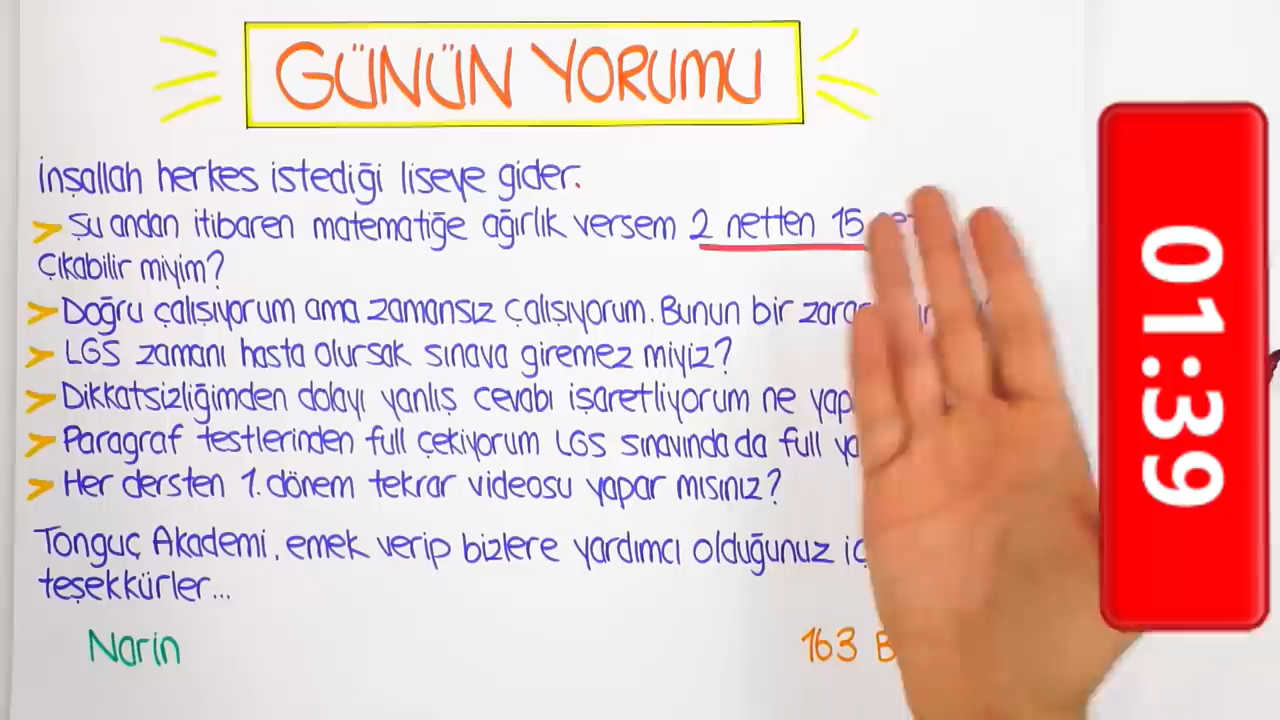 GÜNÜN YORUMU
İnşallah herkes istediği liseye gider.
➤ Şu andan itibaren matematiğe ağırlık versem 2 netten 15
çıkabilir miyim?
➤ Doğru çalışıyorum ama zamansız çalışıyorum. Bunun bir
➤ LGS zamanı hasta olursak sınava giremez miyiz?
➤ Dikkatsizliğimden dolayı yanlış cevabı işaretliyorum ne
➤ Paragraf testlerinden full çekiyorum LGS sınavında da full
➤ Her dersten 1. dönem tekrar videosu yapar mısınız?
Tonguç Akademi, emek verip bizlere yardımcı olduğunuz
teşekkürler...
Narin
163
01:39